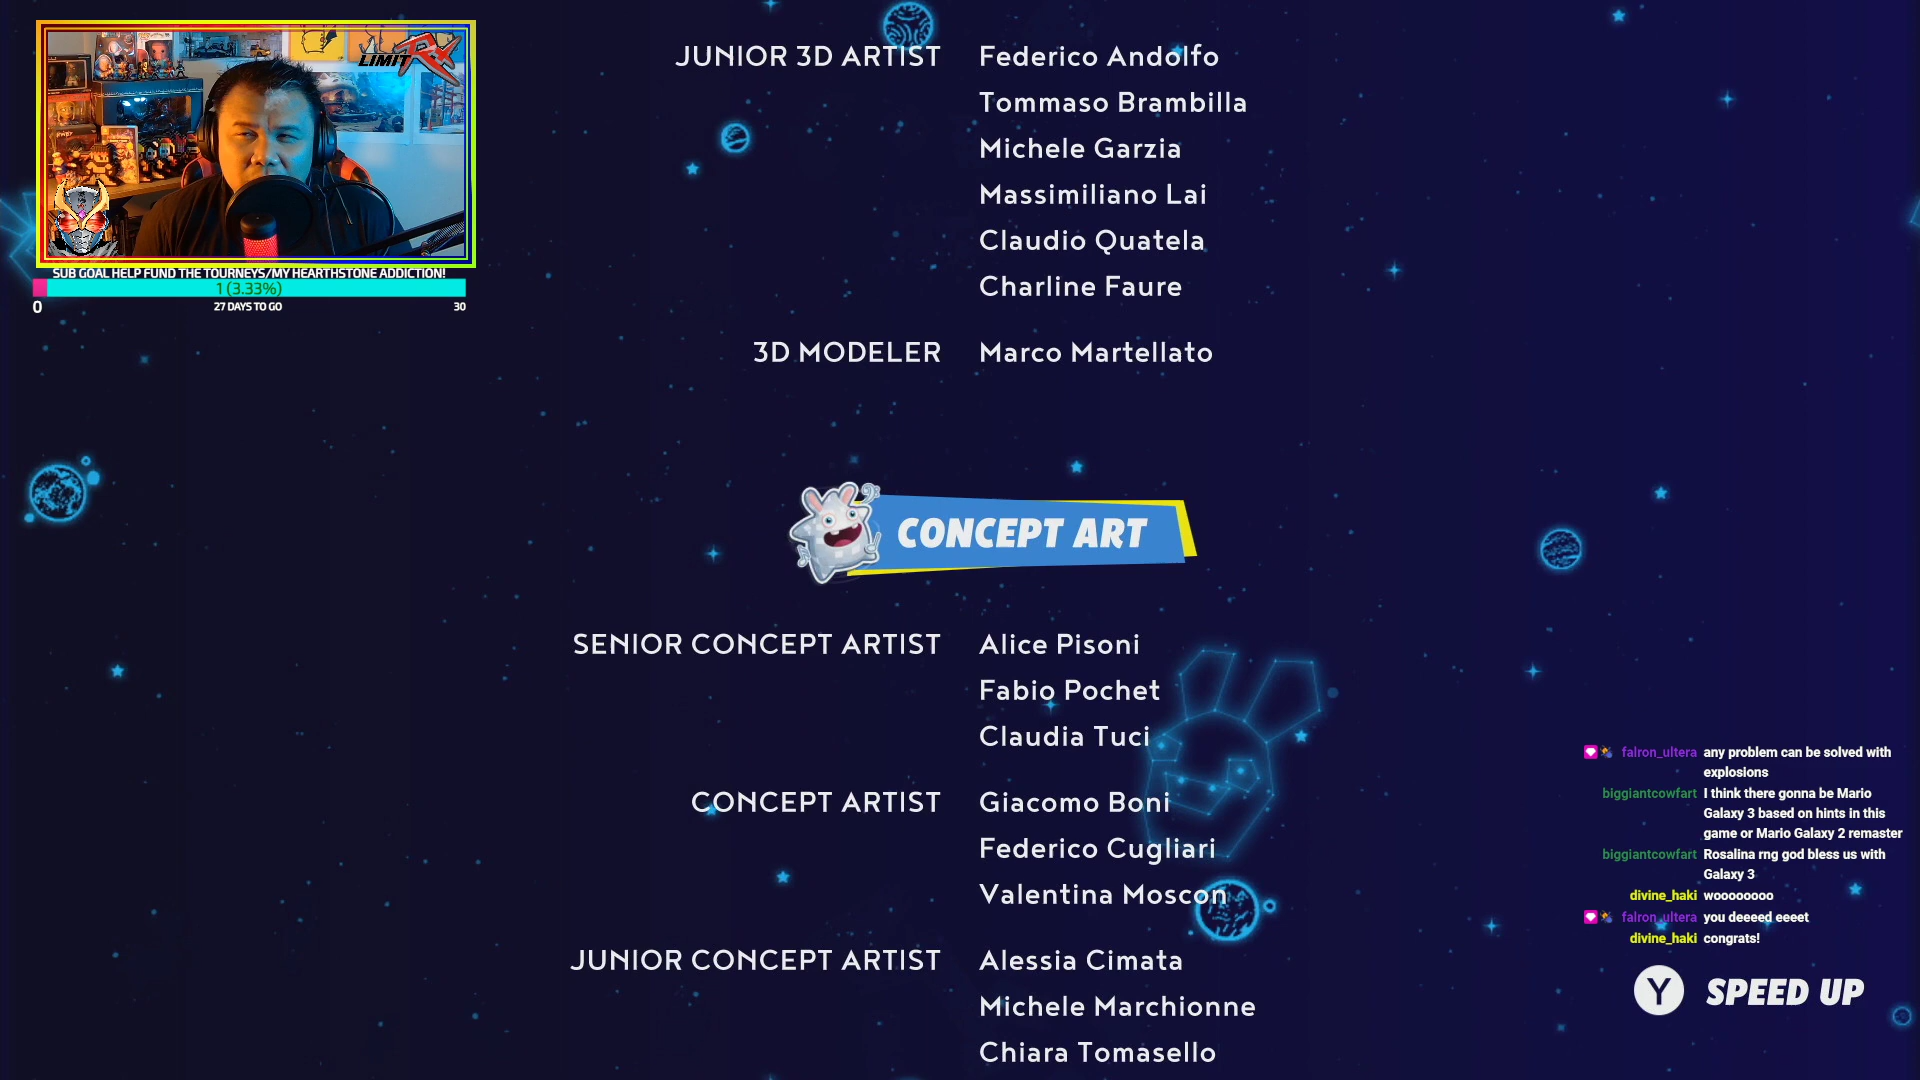 LIMIT RX
SUB GOAL HELP FUND THE TOURNEYS/MY HEARTHSTONE ADDICTION!
1 (3.33%)
0
27 DAYS TO GO
30
JUNIOR 3D ARTIST Federico Andolfo
Tommaso Brambilla
Michele Garzia
Massimiliano Lai
Claudio Quatela
Charline Faure
3D MODELER Marco Martellato
CONCEPT ART
SENIOR CONCEPT ARTIST Alice Pisoni
Fabio Pochet
Claudia Tuci
CONCEPT ARTIST Giacomo Boni
Federico Cugliari
Valentina Moscon
JUNIOR CONCEPT ARTIST Alessia Cimata
Michele Marchionne
Chiara Tomasello
falron_ultera any problem can be solved with
explosions
biggiantcowfart I think there gonna be Mario
Galaxy 3 based on hints in this
game or Mario Galaxy 2 remaster
biggiantcowfart Rosalina rng god bless us with
Galaxy 3
divine_haki woooooooo
falron_ultera you deeeed eeeet
divine_haki congrats!
Y SPEED UP